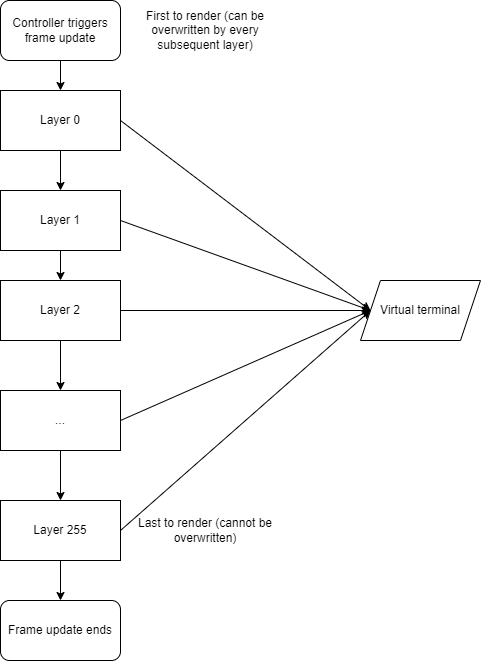 Controller triggers
frame update
First to render (can be
overwritten by every
subsequent layer)
Layer 0
Layer 1
Layer 2
Virtual terminal
...
Layer 255
Last to render (cannot be
overwritten)
Frame update ends